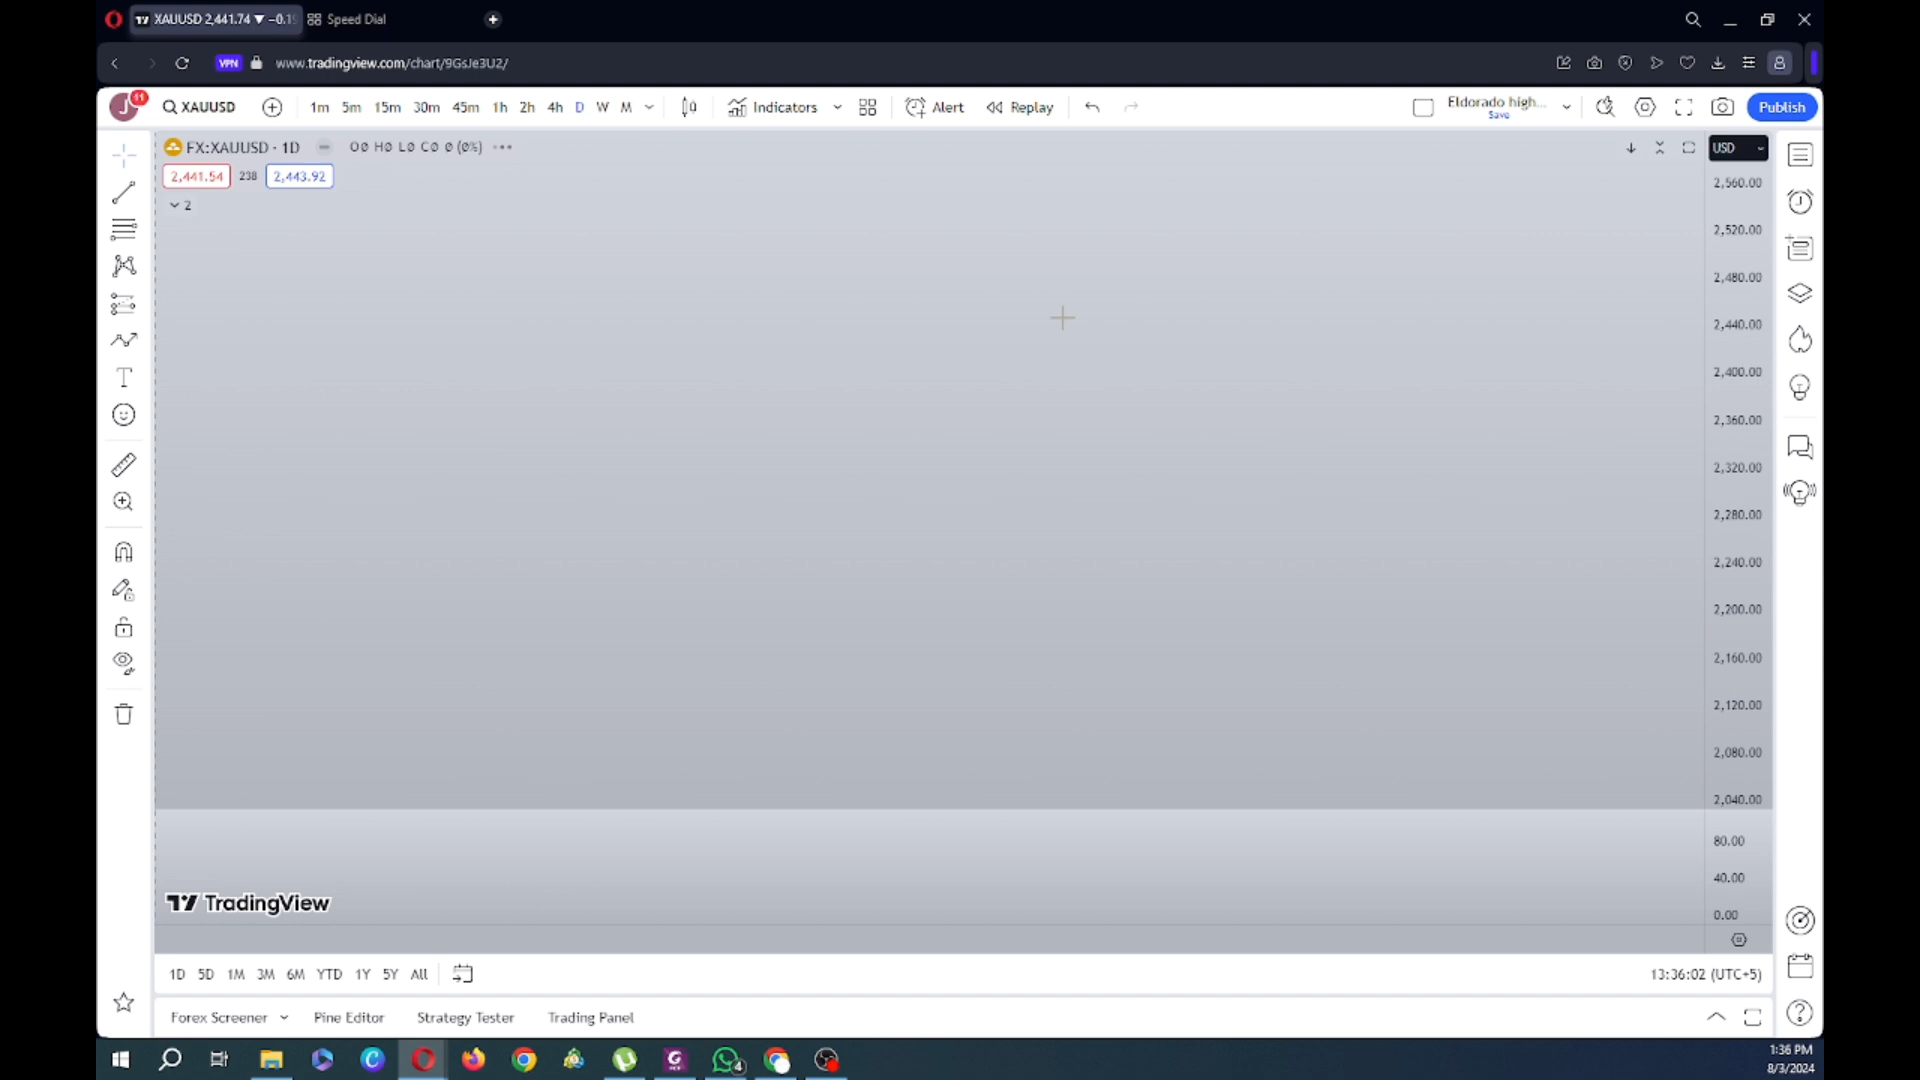 XAUUSD 2,441.74 ▼ −0.1
Speed Dial
VPN
www.tradingview.com/chart/9GsJe3U2/
J
11
XAUUSD
1m 5m 15m 30m 45m 1h 2h 4h D W M
Indicators
Alert
Replay
Eldorado high...
Save
Publish
FX:XAUUSD · 1D
O∅ H∅ L∅ C∅ ∅ (0%)
USD
2,441.54
238
2,443.92
2
2,560.00
2,520.00
2,480.00
2,440.00
2,400.00
2,360.00
2,320.00
2,280.00
2,240.00
2,200.00
2,160.00
2,120.00
2,080.00
2,040.00
80.00
40.00
0.00
TradingView
1D 5D 1M 3M 6M YTD 1Y 5Y All
13:36:02 (UTC+5)
Forex Screener
Pine Editor
Strategy Tester
Trading Panel
4
1:36 PM
8/3/2024